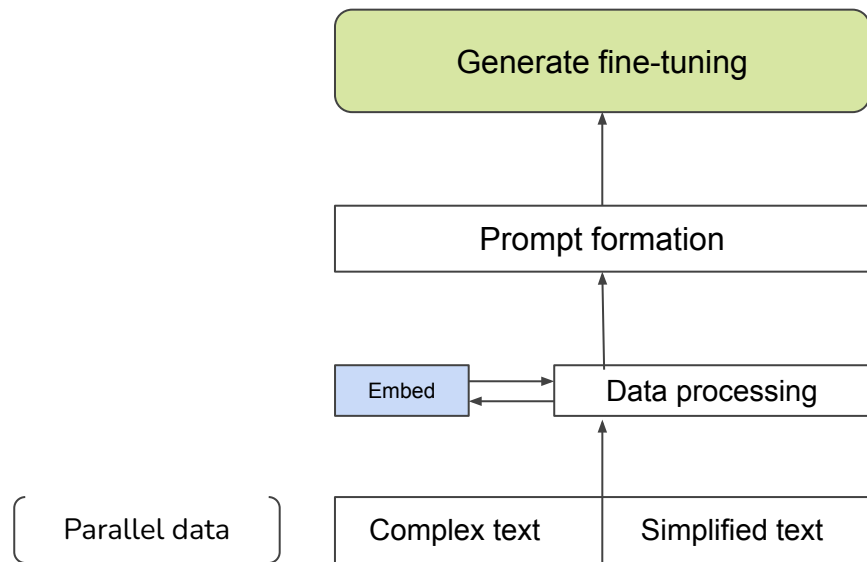 Generate fine-tuning
Prompt formation
Embed
Data processing
Parallel data
Complex text
Simplified text